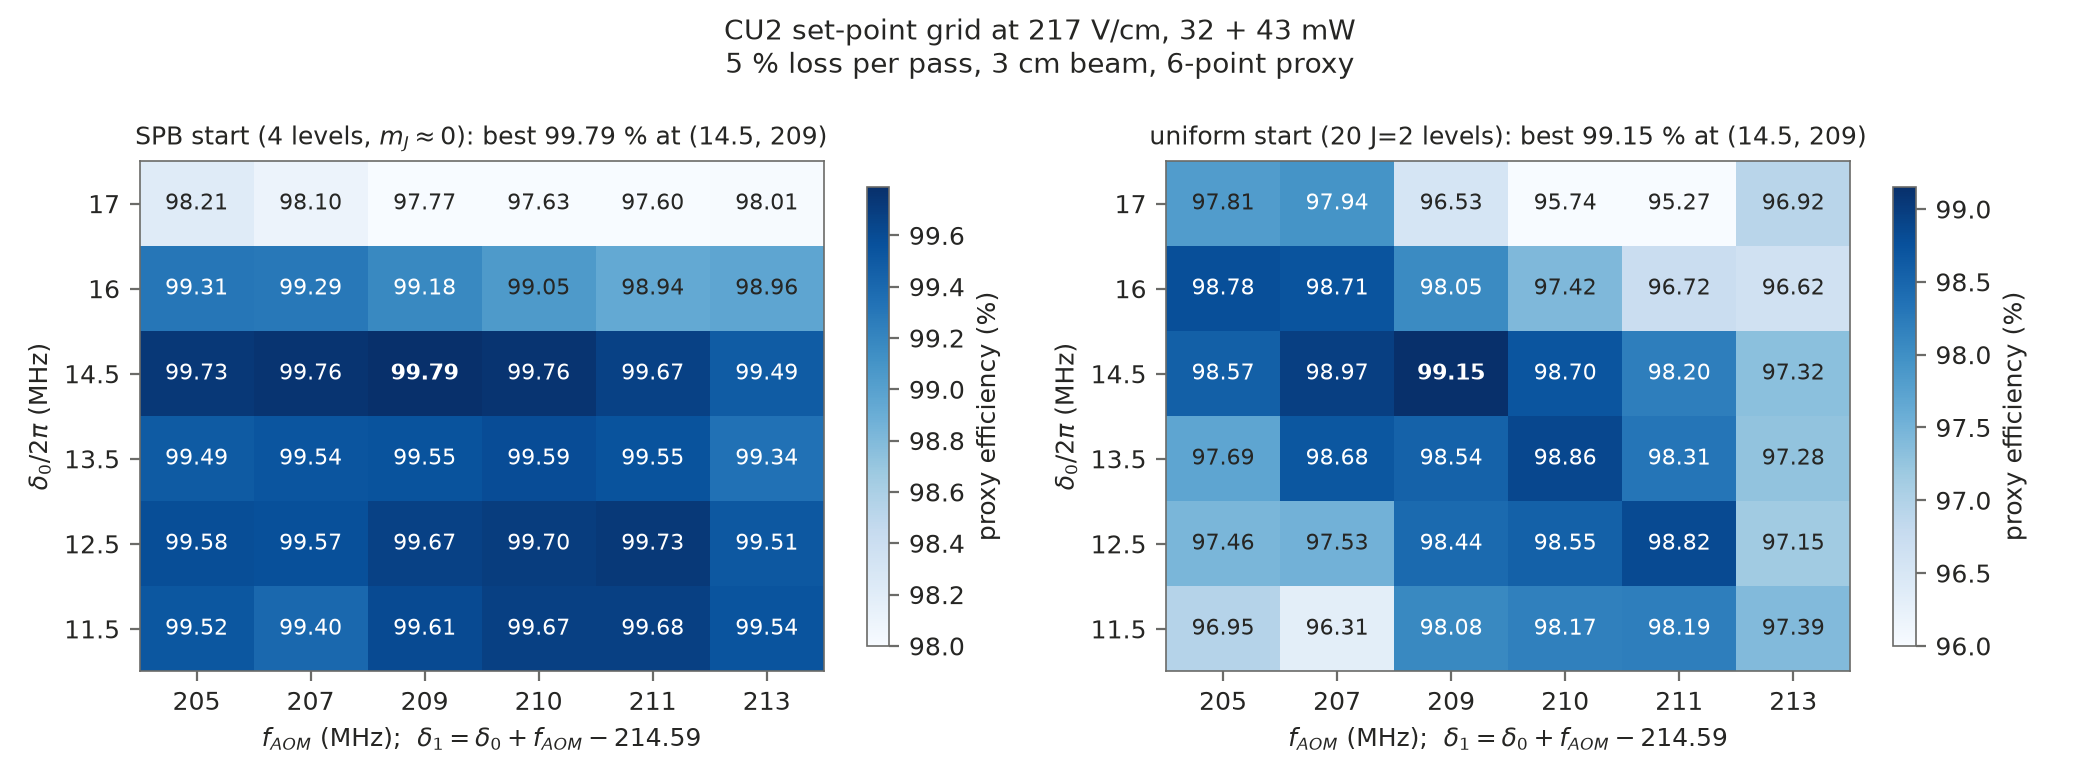 CU2 set-point grid at 217 V/cm, 32 + 43 mW
5 % loss per pass, 3 cm beam, 6-point proxy
SPB start (4 levels, m_J ≈ 0): best 99.79 % at (14.5, 209)
17 98.21 98.10 97.77 97.63 97.60 98.01
16 99.31 99.29 99.18 99.05 98.94 98.96
14.5 99.73 99.76 99.79 99.76 99.67 99.49
13.5 99.49 99.54 99.55 99.59 99.55 99.34
12.5 99.58 99.57 99.67 99.70 99.73 99.51
11.5 99.52 99.40 99.61 99.67 99.68 99.54
205 207 209 210 211 213
δ₀/2π (MHz)
f_AOM (MHz); δ₁ = δ₀ + f_AOM − 214.59
99.6
99.4
99.2
99.0
98.8
98.6
98.4
98.2
98.0
proxy efficiency (%)
uniform start (20 J=2 levels): best 99.15 % at (14.5, 209)
17 97.81 97.94 96.53 95.74 95.27 96.92
16 98.78 98.71 98.05 97.42 96.72 96.62
14.5 98.57 98.97 99.15 98.70 98.20 97.32
13.5 97.69 98.68 98.54 98.86 98.31 97.28
12.5 97.46 97.53 98.44 98.55 98.82 97.15
11.5 96.95 96.31 98.08 98.17 98.19 97.39
205 207 209 210 211 213
δ₀/2π (MHz)
f_AOM (MHz); δ₁ = δ₀ + f_AOM − 214.59
99.0
98.5
98.0
97.5
97.0
96.5
96.0
proxy efficiency (%)